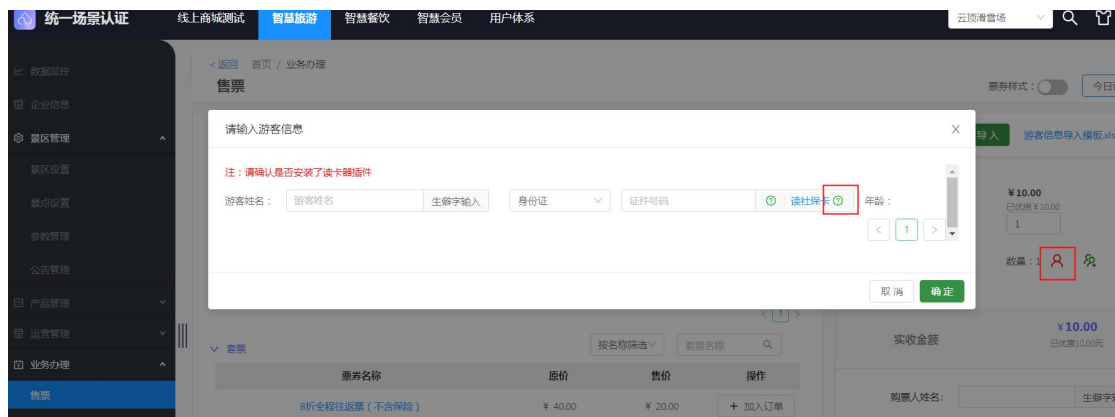 统一场景认证 线上商城测试 智慧旅游 智慧餐饮 智慧会员 用户体系 云顶滑雪场
数据监控
企业信息
景区管理
景区设置
景点设置
参数管理
公告管理
产品管理
运营管理
业务办理
售票
<返回 首页 / 业务办理
售票
票券样式: 今日
导入 游客信息导入模板.xls
请输入游客信息
注:请确认是否安装了读卡器插件
游客姓名: 游客姓名 生僻字输入 身份证 证件号码 读社保卡 年龄:
< 1 >
取消 确定
¥10.00
已优惠¥10.00
1
数量:1
< 1 >
套票 按名称筛选 套票名称
票券名称 原价 售价 操作
8折全程往返票(不含保险) ¥ 40.00 ¥ 20.00 + 加入订单
实收金额 ¥10.00
已优惠10.00元
购票人姓名: 生僻字